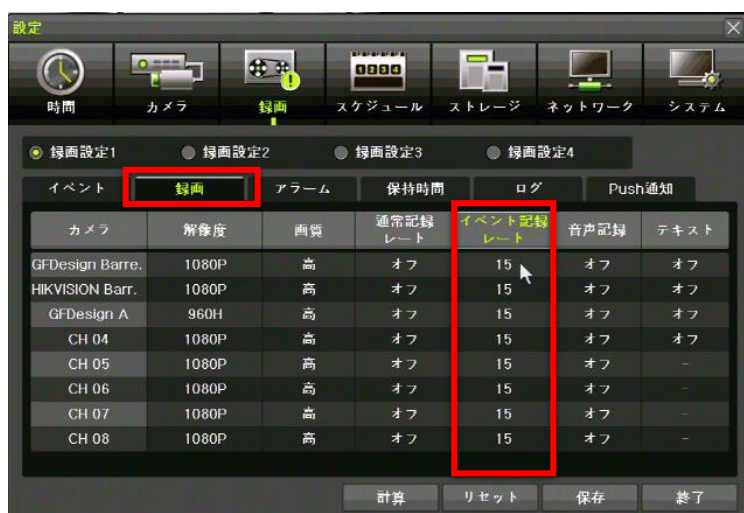 設定
時間 カメラ 録画 スケジュール ストレージ ネットワーク システム
1234
録画設定1 録画設定2 録画設定3 録画設定4
イベント 録画 アラーム 保持時間 ログ Push通知
カメラ 解像度 画質 通常記録レート イベント記録レート 音声記録 テキスト
GFDesign Barre. 1080P 高 オフ 15 オフ オフ
HIKVISION Barr. 1080P 高 オフ 15 オフ オフ
GFDesign A 960H 高 オフ 15 オフ オフ
CH 04 1080P 高 オフ 15 オフ オフ
CH 05 1080P 高 オフ 15 オフ -
CH 06 1080P 高 オフ 15 オフ -
CH 07 1080P 高 オフ 15 オフ -
CH 08 1080P 高 オフ 15 オフ -
計算 リセット 保存 終了